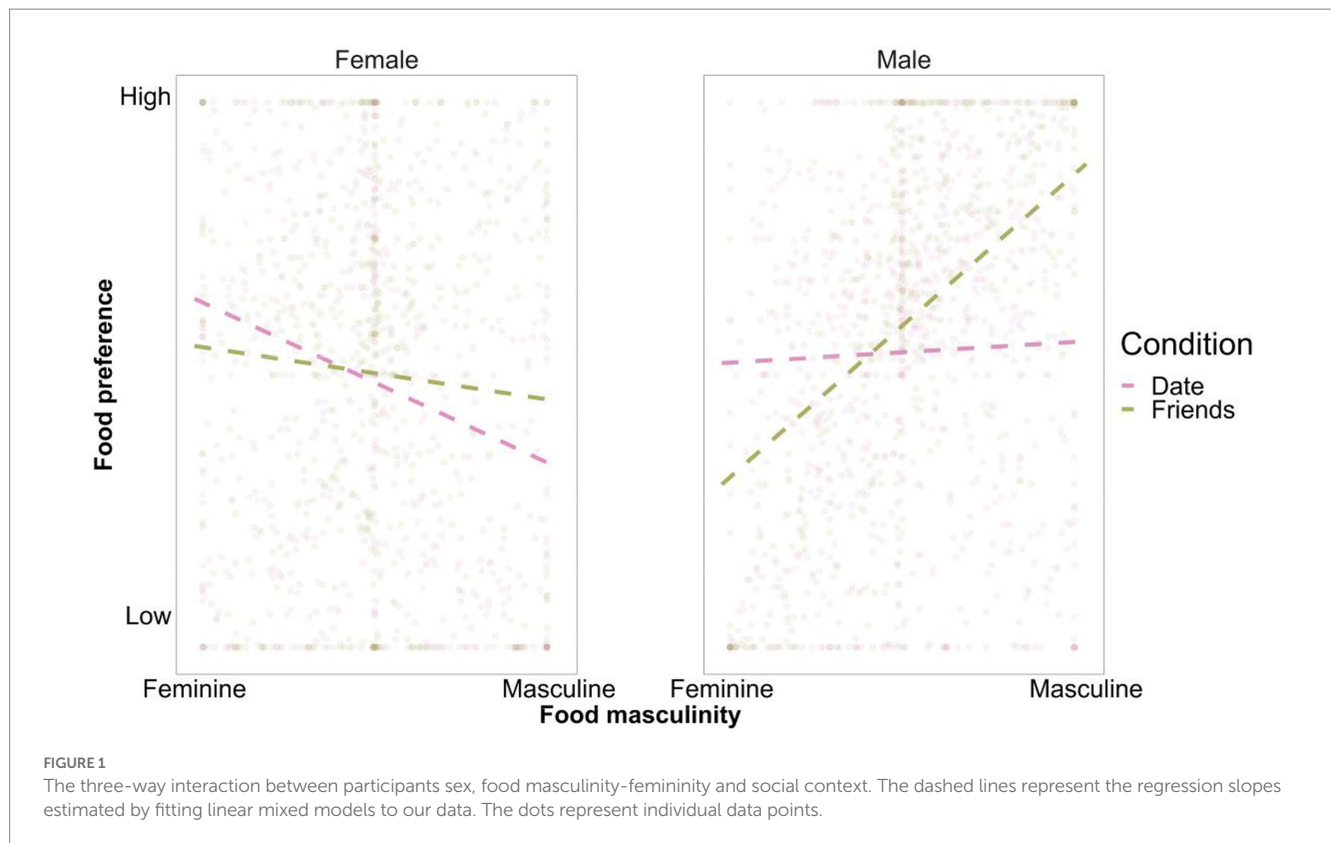 Female
Male
High
Food preference
Low
Feminine
Masculine
Feminine
Masculine
Food masculinity
Condition
Date
Friends
FIGURE 1
The three-way interaction between participants sex, food masculinity-femininity and social context. The dashed lines represent the regression slopes
estimated by fitting linear mixed models to our data. The dots represent individual data points.